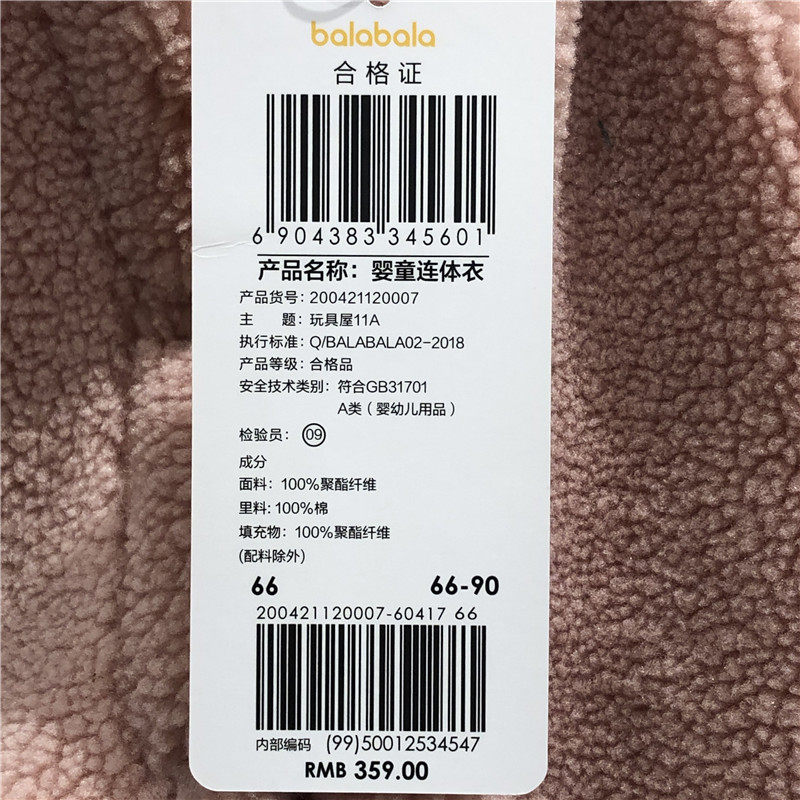 balabala
合格证
6 904383 345601
产品名称：婴童连体衣
产品货号：200421120007
主 题：玩具屋11A
执行标准：Q/BALABALA02-2018
产品等级：合格品
安全技术类别：符合GB31701
A类（婴幼儿用品）
检验员：09
成分
面料：100%聚酯纤维
里料：100%棉
填充物：100%聚酯纤维
(配料除外)
66 66-90
200421120007-60417 66
内部编码 (99)50012534547
RMB 359.00